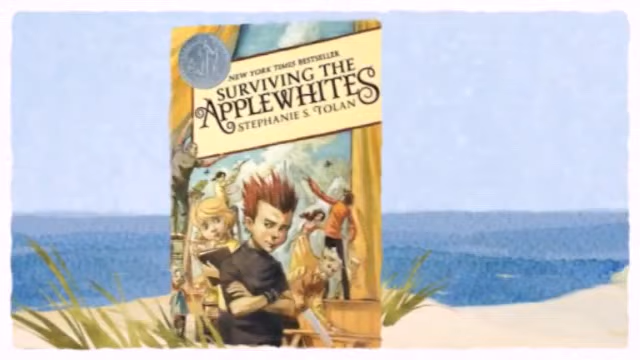 NEW YORK TIMES BESTSELLER
SURVIVING THE
APPLEWHITES
STEPHANIE S. TOLAN